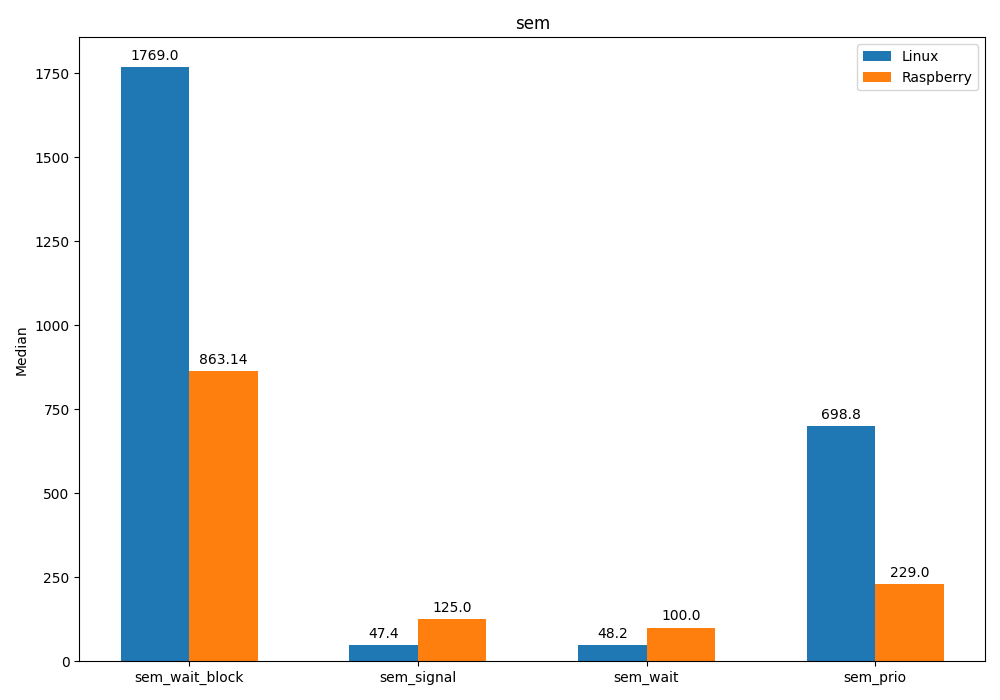 sem
Linux
Raspberry
Median
1750
1500
1250
1000
750
500
250
0
1769.0
863.14
47.4
125.0
48.2
100.0
698.8
229.0
sem_wait_block
sem_signal
sem_wait
sem_prio